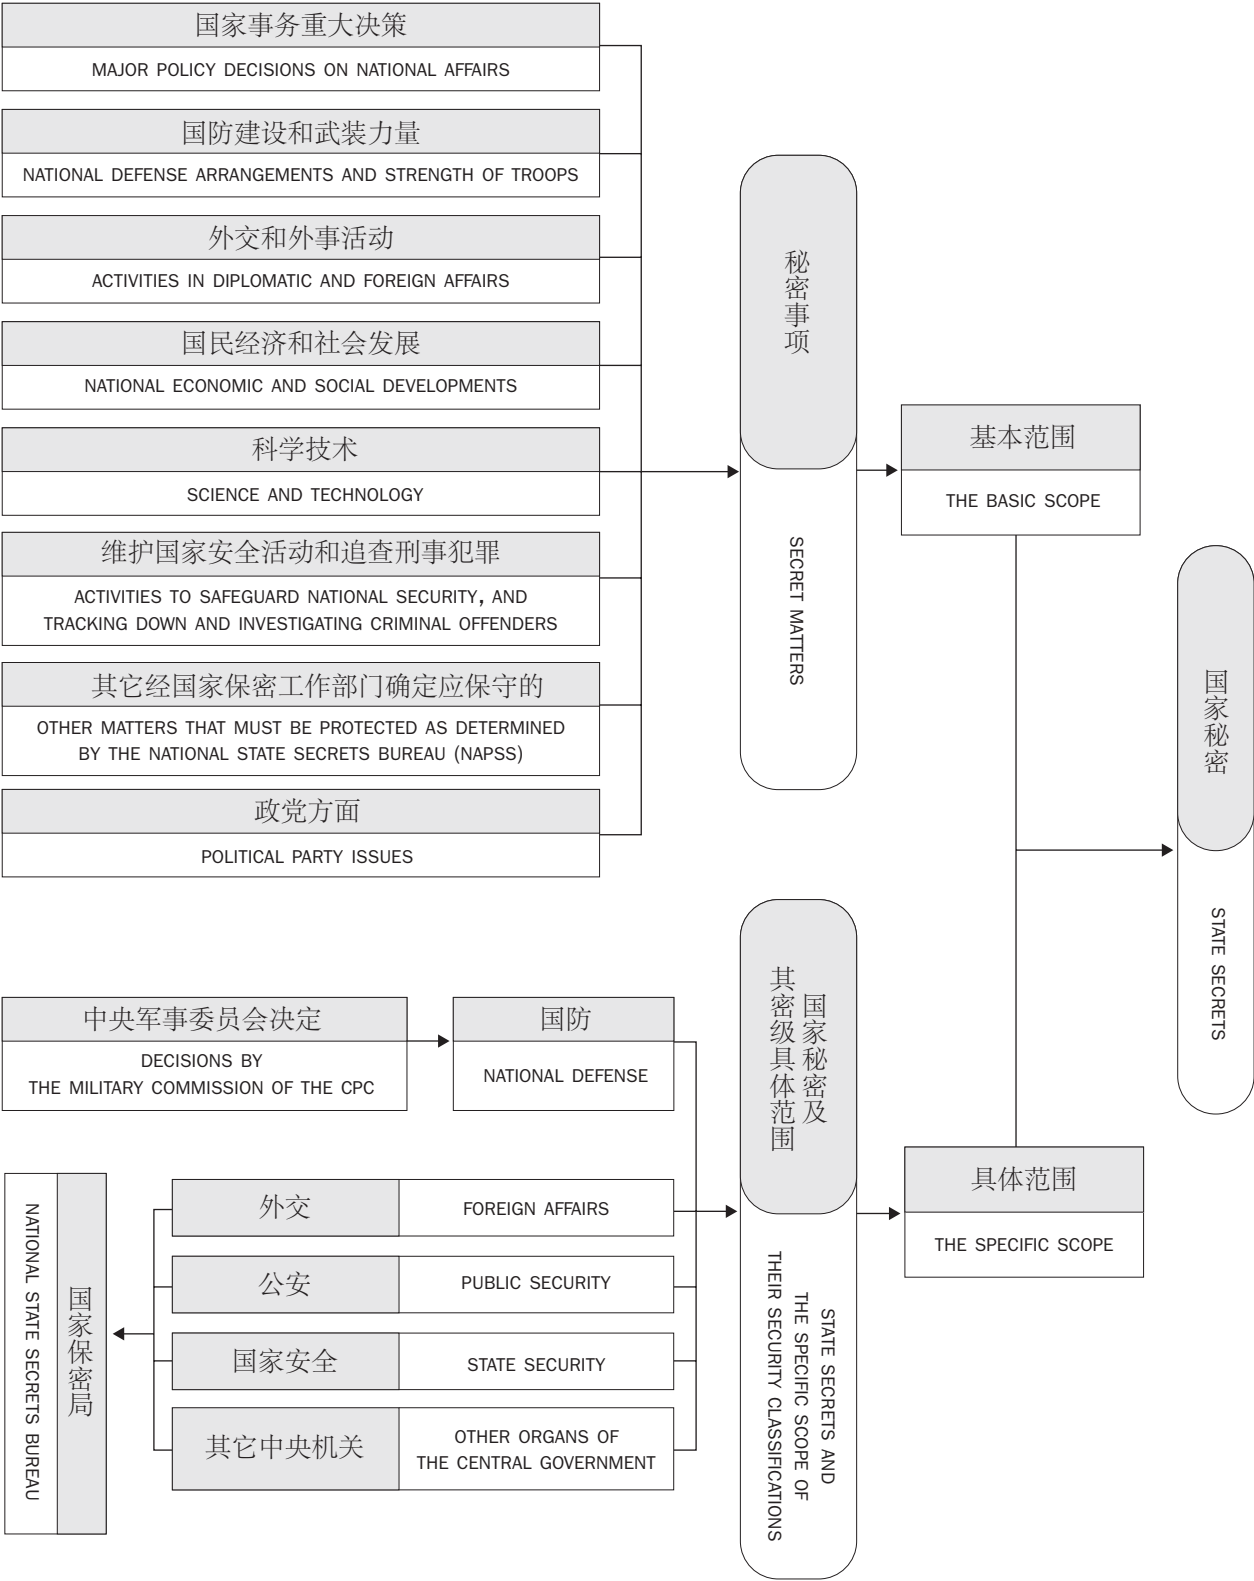 国家事务重大决策
MAJOR POLICY DECISIONS ON NATIONAL AFFAIRS
国防建设和武装力量
NATIONAL DEFENSE ARRANGEMENTS AND STRENGTH OF TROOPS
外交和外事活动
ACTIVITIES IN DIPLOMATIC AND FOREIGN AFFAIRS
国民经济和社会发展
NATIONAL ECONOMIC AND SOCIAL DEVELOPMENTS
科学技术
SCIENCE AND TECHNOLOGY
维护国家安全活动和追查刑事犯罪
ACTIVITIES TO SAFEGUARD NATIONAL SECURITY, AND
TRACKING DOWN AND INVESTIGATING CRIMINAL OFFENDERS
其它经国家保密工作部门确定应保守的
OTHER MATTERS THAT MUST BE PROTECTED AS DETERMINED
BY THE NATIONAL STATE SECRETS BUREAU (NAPSS)
政党方面
POLITICAL PARTY ISSUES
秘密事项
SECRET MATTERS
基本范围
THE BASIC SCOPE
国家秘密
STATE SECRETS
中央军事委员会决定
DECISIONS BY
THE MILITARY COMMISSION OF THE CPC
国防
NATIONAL DEFENSE
国家保密局
NATIONAL STATE SECRETS BUREAU
外交
FOREIGN AFFAIRS
公安
PUBLIC SECURITY
国家安全
STATE SECURITY
其它中央机关
OTHER ORGANS OF
THE CENTRAL GOVERNMENT
国家秘密及
其密级具体范围
STATE SECRETS AND
THE SPECIFIC SCOPE OF
THEIR SECURITY CLASSIFICATIONS
具体范围
THE SPECIFIC SCOPE